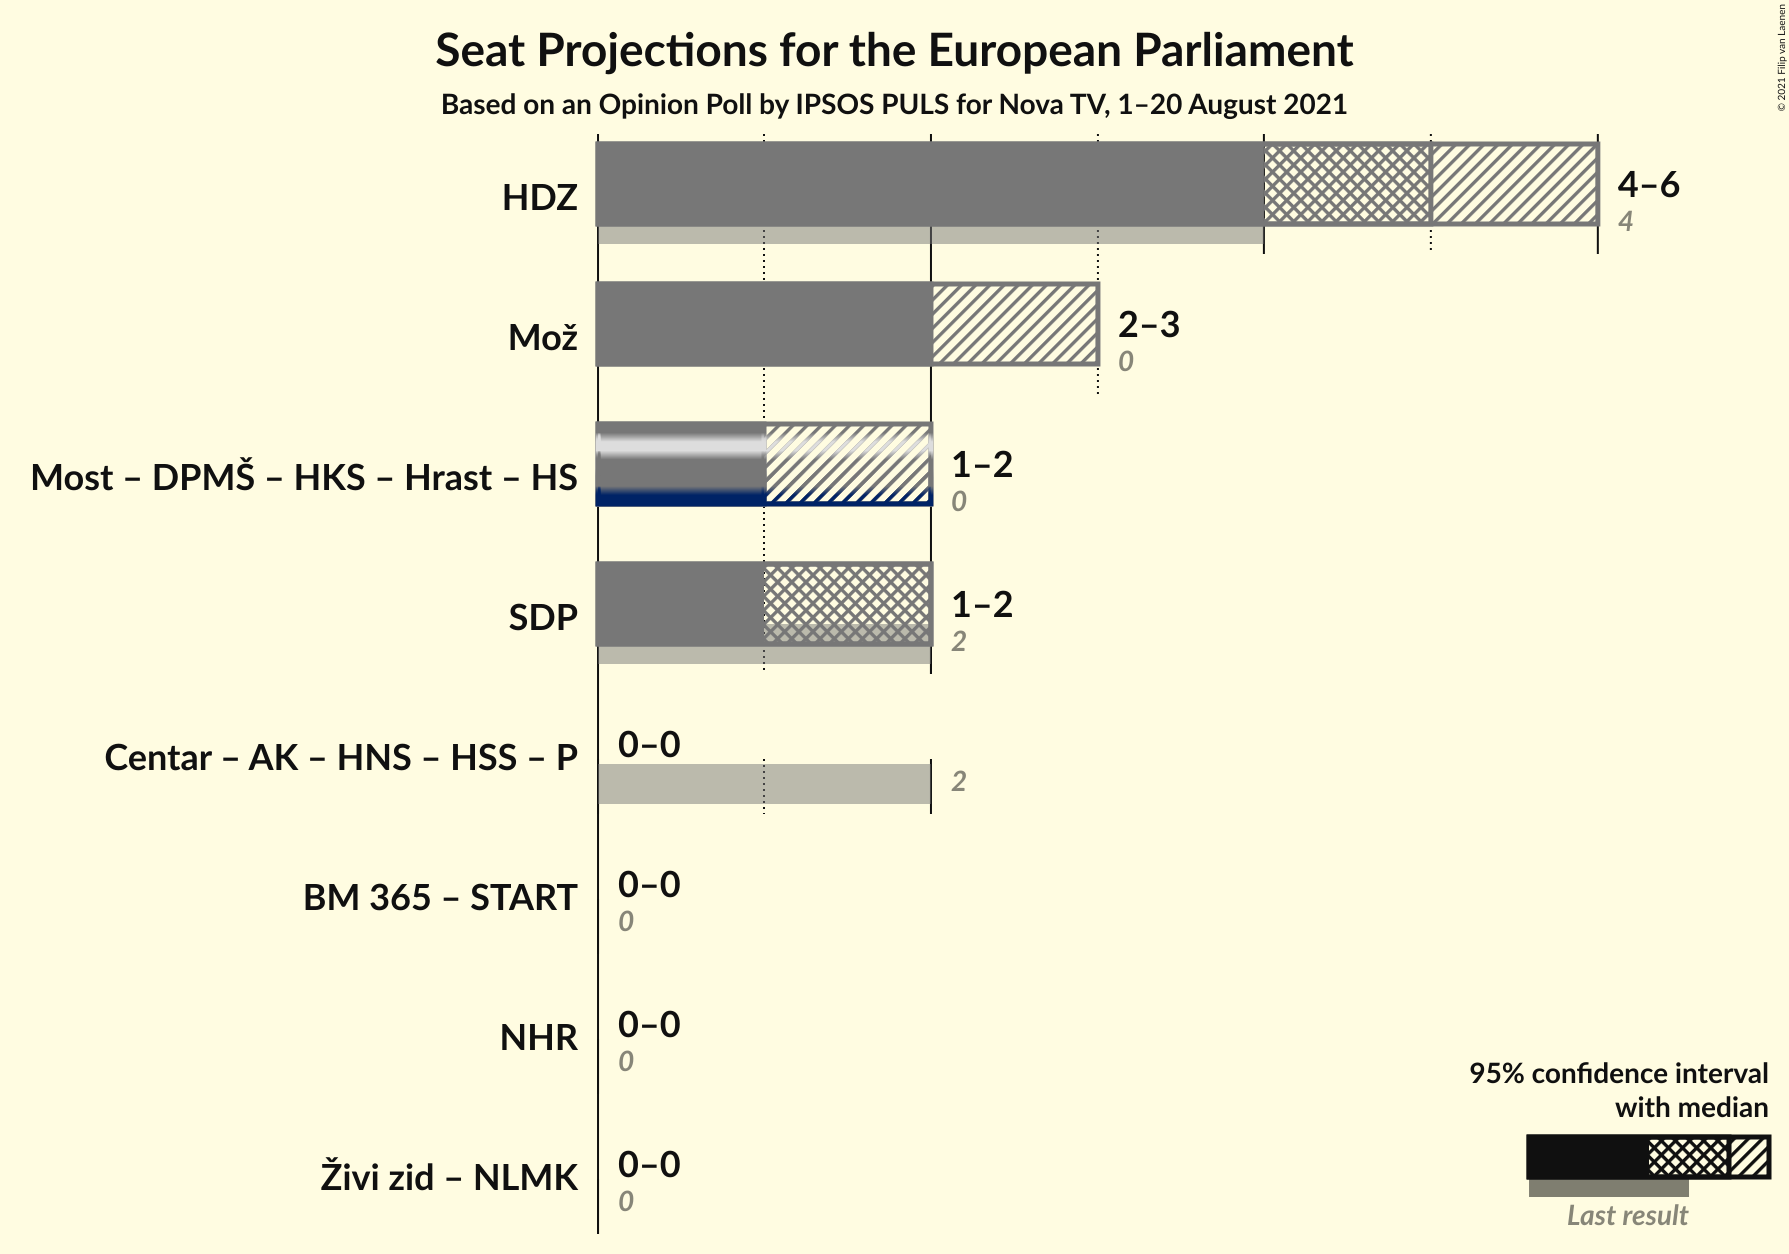 Seat Projections for the European Parliament
Based on an Opinion Poll by IPSOS PULS for Nova TV, 1–20 August 2021
© 2021 Filip van Laenen
HDZ
4–6
4
Mož
2–3
0
Most – DPMŠ – HKS – Hrast – HS
1–2
0
SDP
1–2
2
Centar – AK – HNS – HSS – P
0–0
2
BM 365 – START
0–0
0
NHR
0–0
0
Živi zid – NLMK
0–0
0
95% confidence interval
with median
Last result